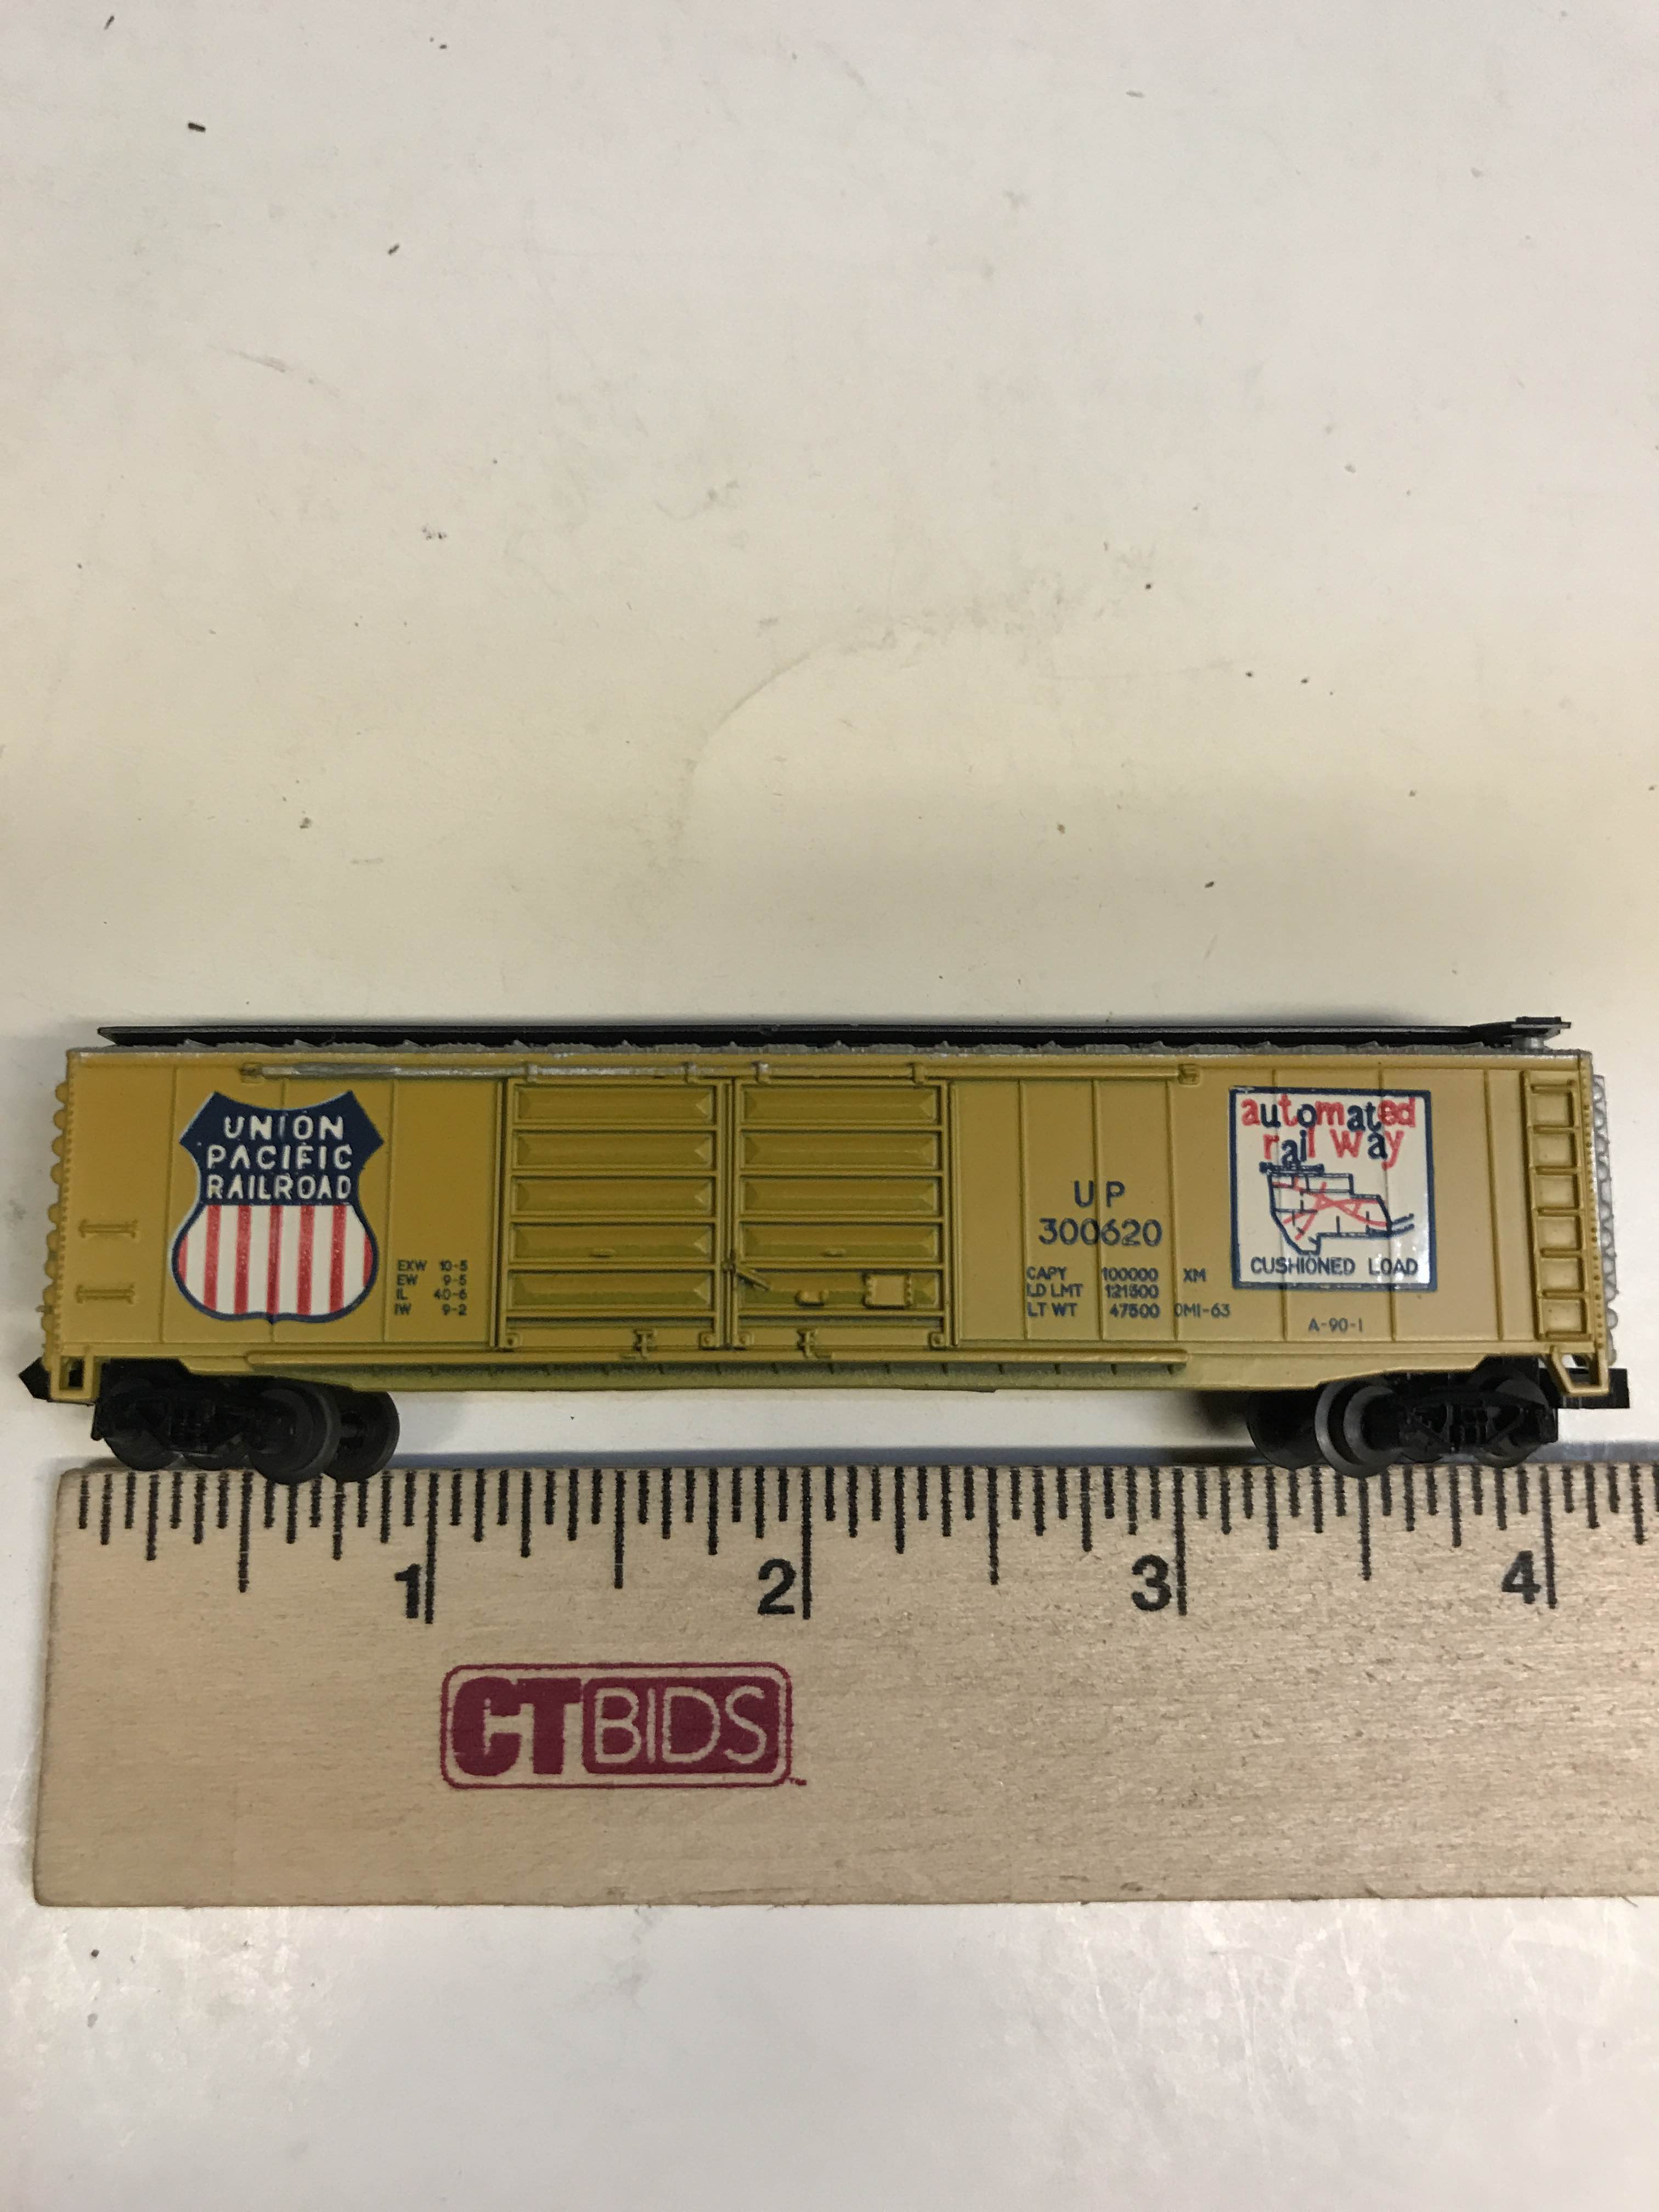 UNION
PACIFIC
RAILROAD
EXW 10-5
EW 9-5
IL 40-6
IW 9-2
UP
300620
CAPY 100000 XM
LD LMT 121500
LT WT 47500 OMI-63
automated
rail way
CUSHIONED LOAD
A-90-1
1 2 3 4
CTBIDS™